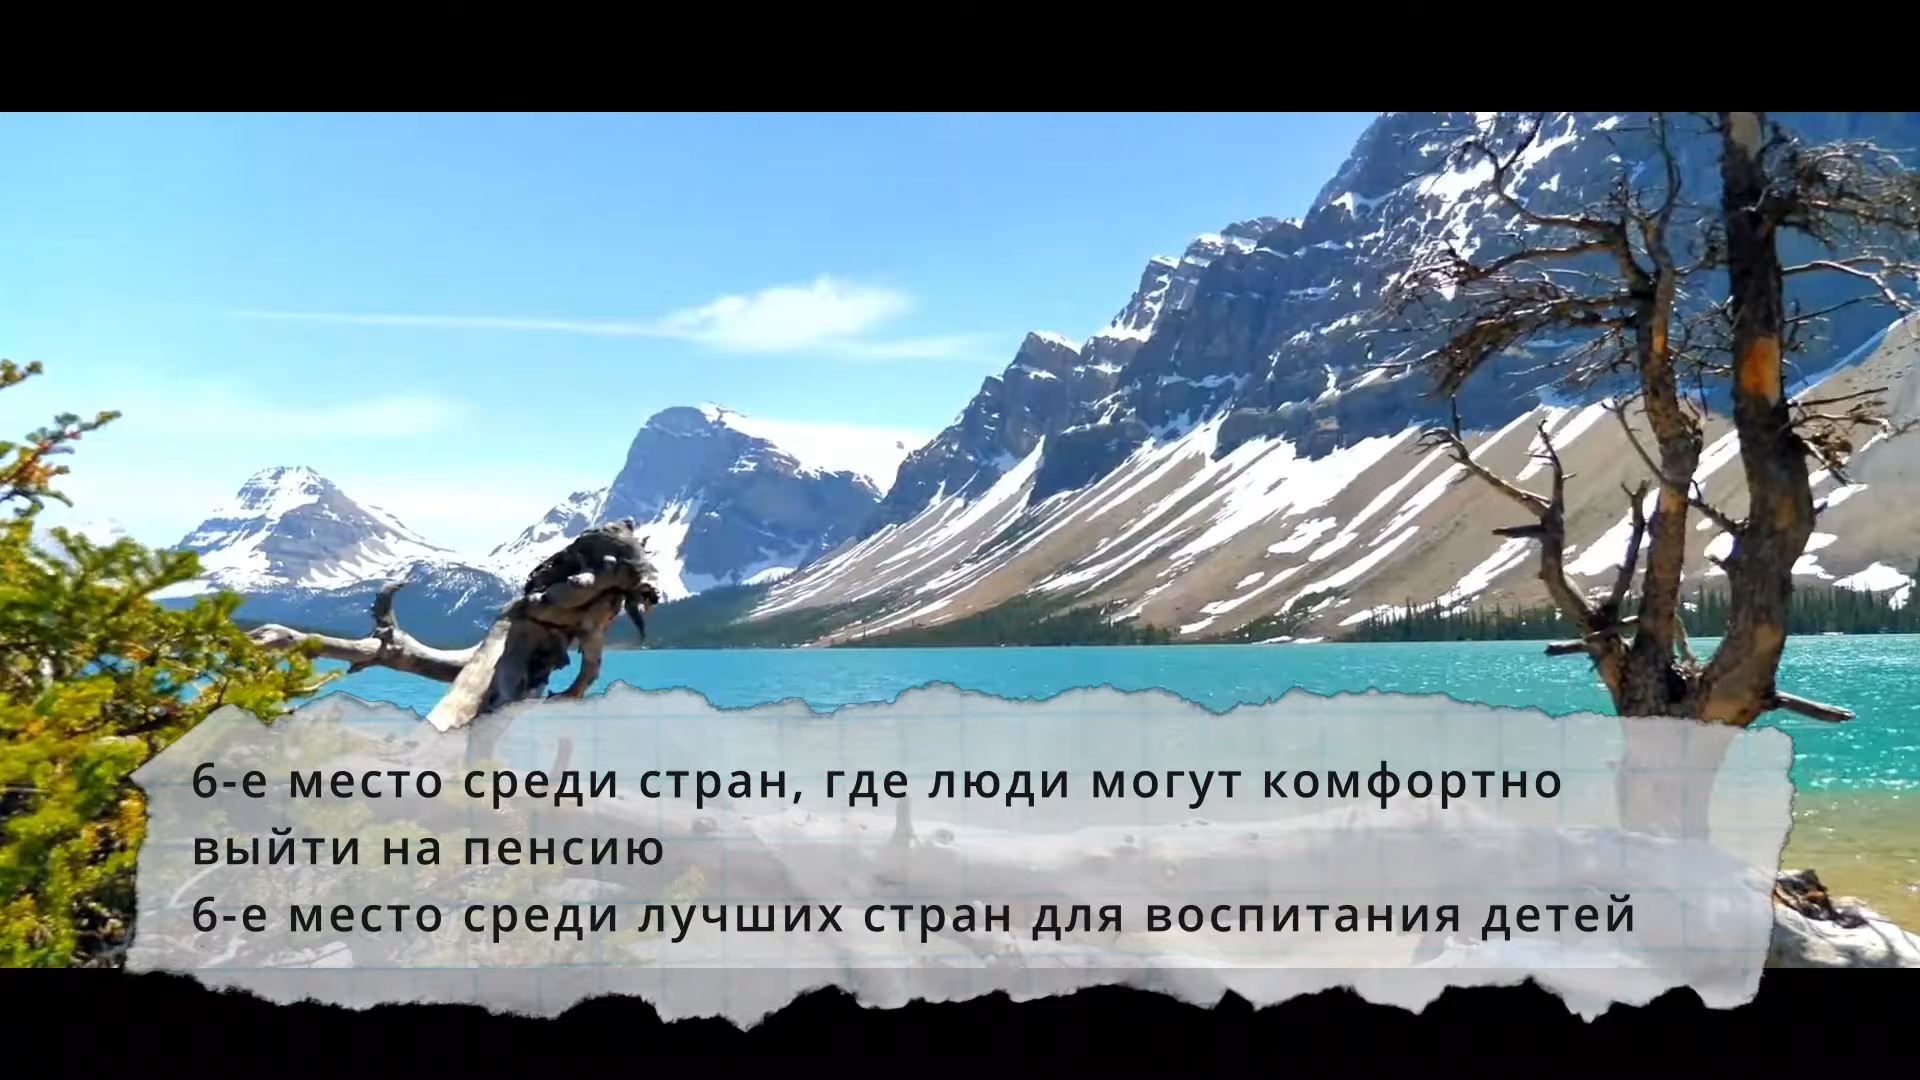 6-е место среди стран, где люди могут комфортно
выйти на пенсию
6-е место среди лучших стран для воспитания детей